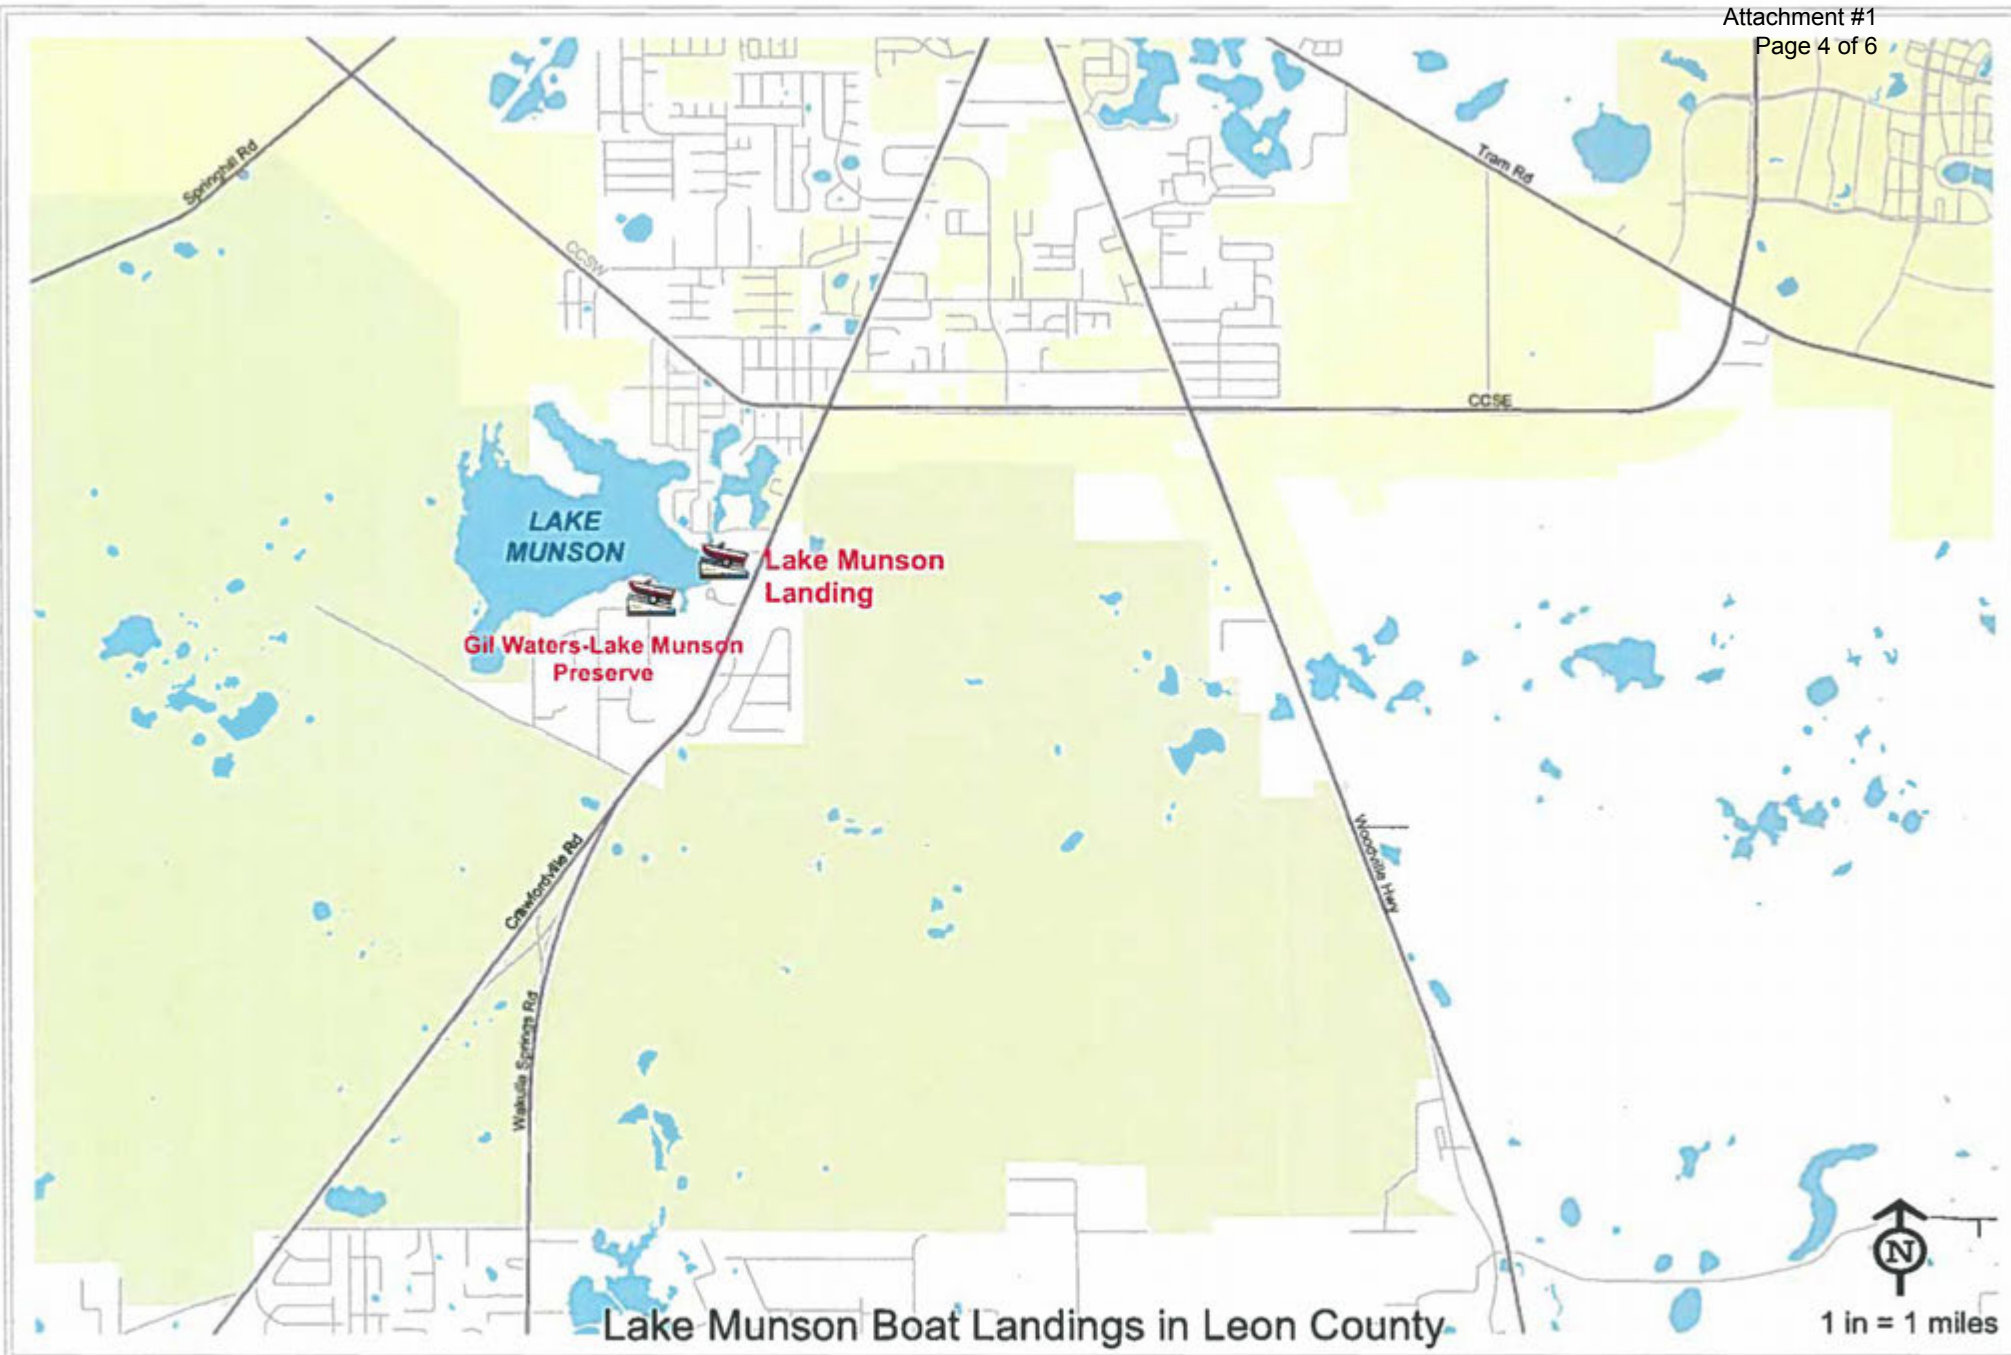 Attachment #1
Page 4 of 6
Springhill Rd
CCSW
Tram Rd
CCSE
LAKE
MUNSON
Lake Munson
Landing
Gil Waters-Lake Munson
Preserve
Crawfordville Rd
Woodville Hwy
Wakulla Springs Rd
N
Lake Munson Boat Landings in Leon County
1 in = 1 miles